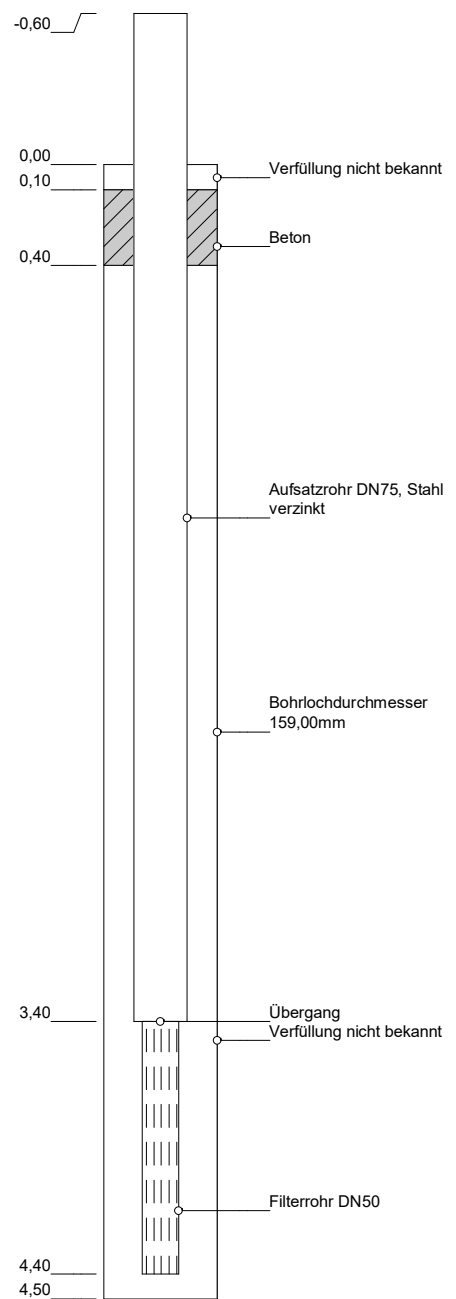 -0,60
0,00
Verfüllung nicht bekannt
0,10
Beton
0,40
Aufsatzrohr DN75, Stahl
verzinkt
Bohrlochdurchmesser
159,00mm
3,40
Übergang
Verfüllung nicht bekannt
Filterrohr DN50
4,40
4,50